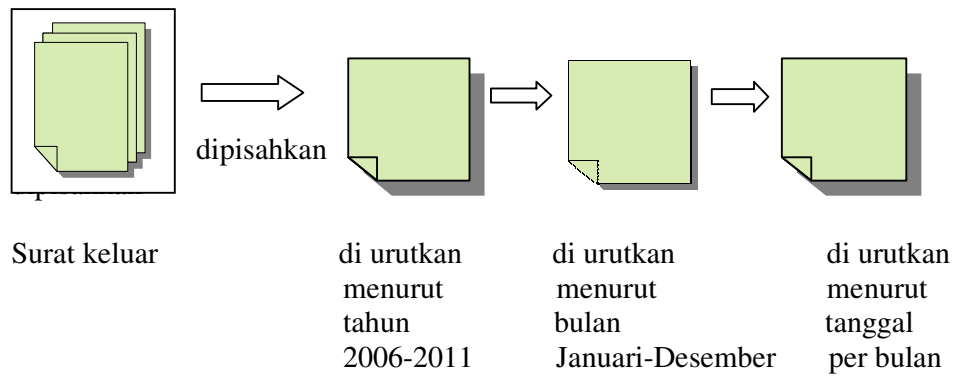 dipisahkan
Surat keluar
di urutkan
menurut
tahun
2006-2011
di urutkan
menurut
bulan
Januari-Desember
di urutkan
menurut
tanggal
per bulan